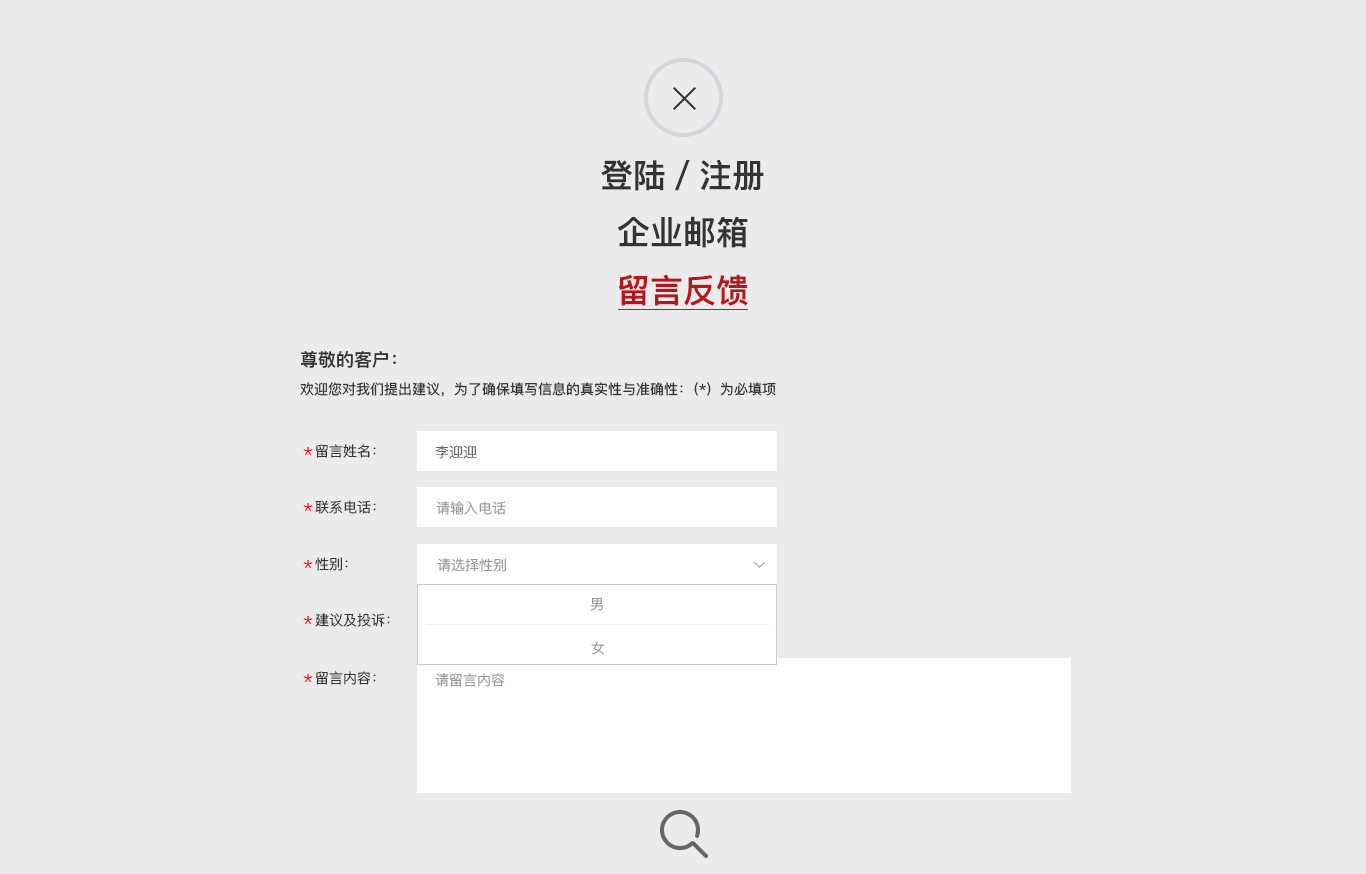 登陆 / 注册
企业邮箱
留言反馈
尊敬的客户：
欢迎您对我们提出建议，为了确保填写信息的真实性与准确性：(*) 为必填项
*留言姓名： 李迎迎
*联系电话： 请输入电话
*性别： 请选择性别
男
*建议及投诉：
女
*留言内容： 请留言内容